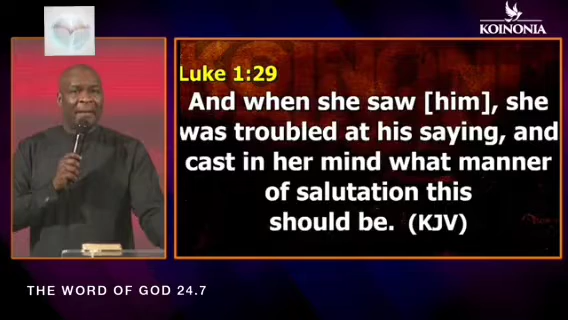 KOINONIA
Luke 1:29
And when she saw [him], she
was troubled at his saying, and
cast in her mind what manner
of salutation this
should be. (KJV)
THE WORD OF GOD 24.7